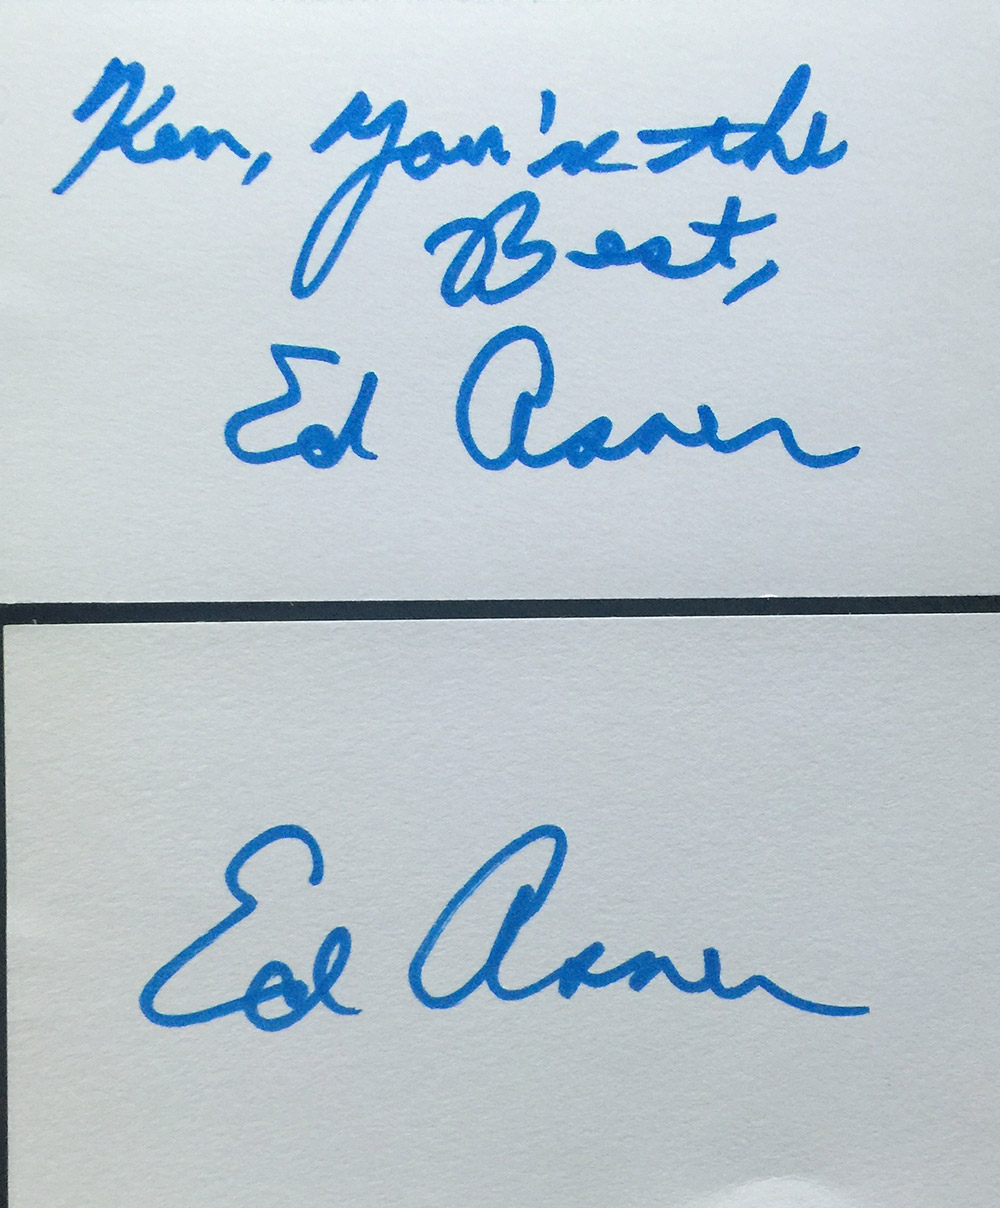 Ken, You're the
Best,
Ed Asner
Ed Asner